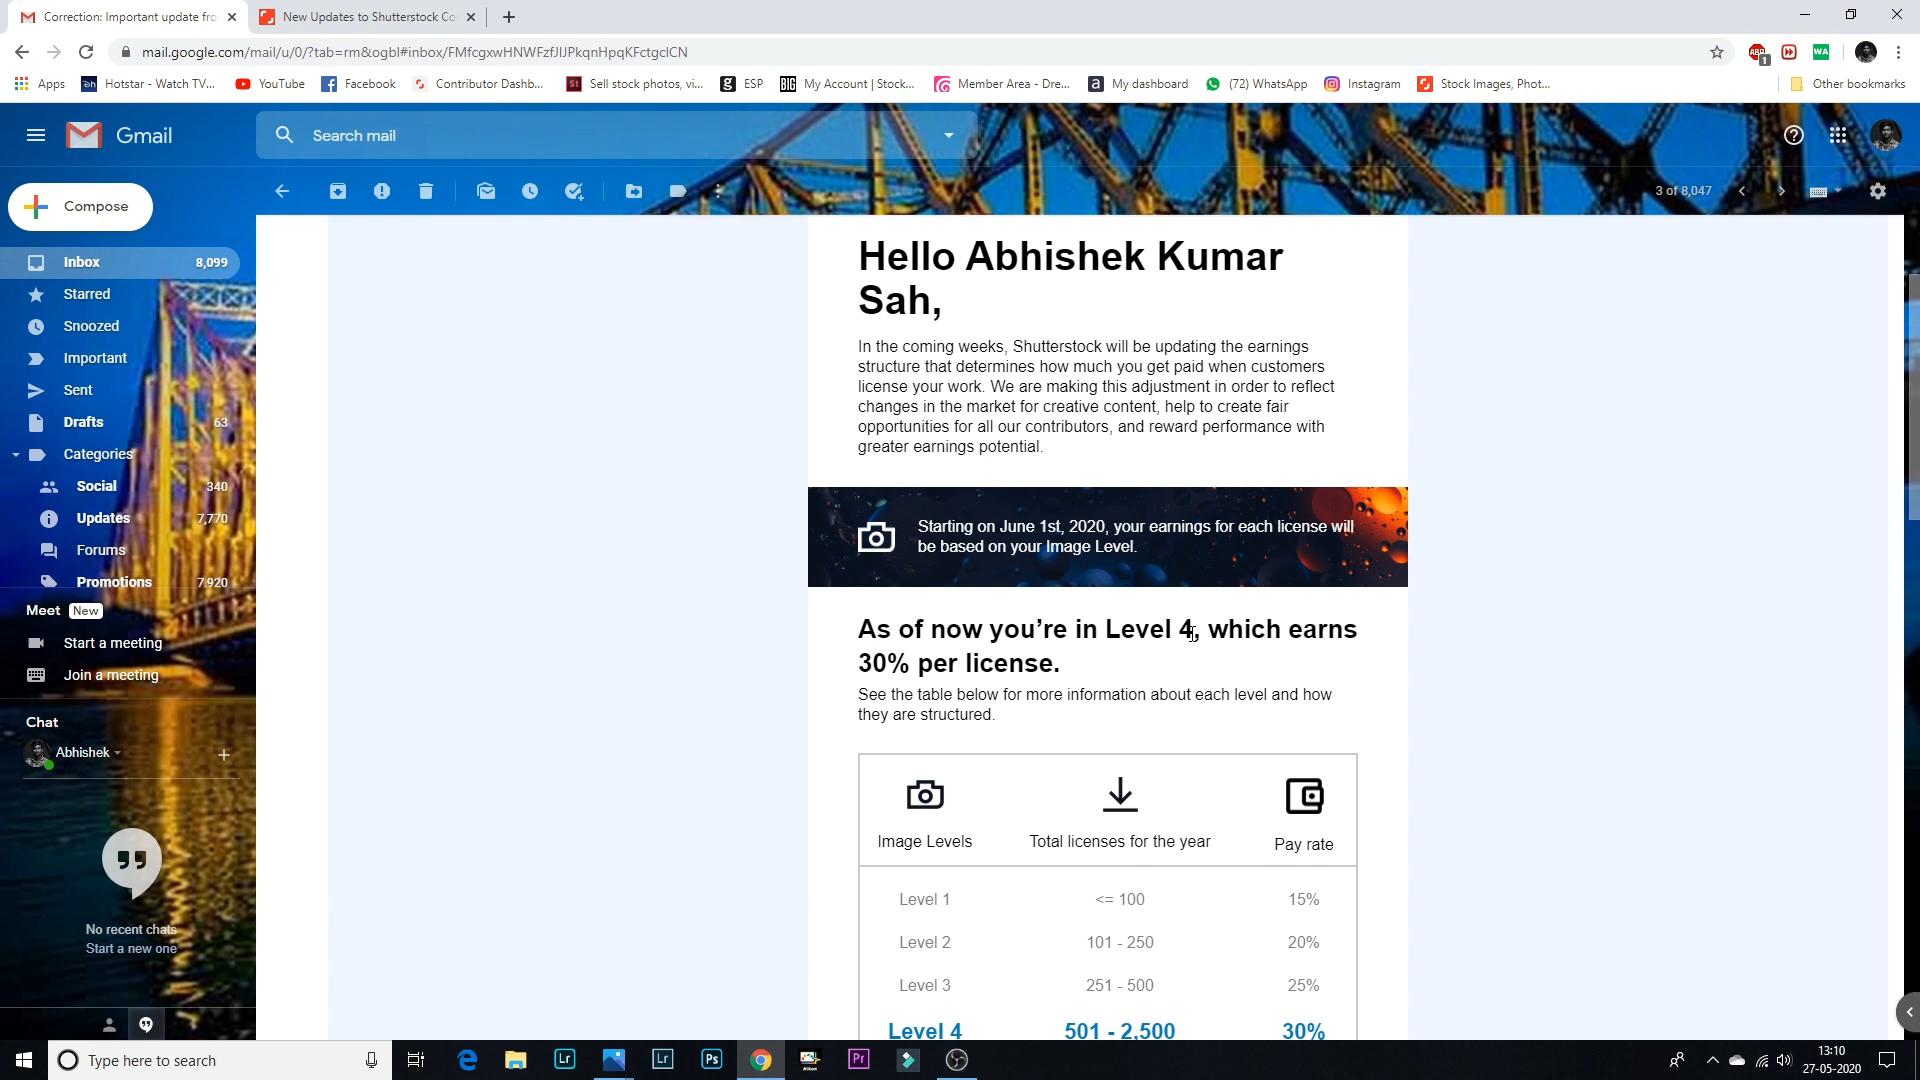 Correction: Important update fro
New Updates to Shutterstock Co
mail.google.com/mail/u/0/?tab=rm&ogbl#inbox/FMfcgxwHNWFzfJIJPkqnHpqKFctgclCN
Apps
Hotstar - Watch TV...
YouTube
Facebook
Contributor Dashb...
Sell stock photos, vi...
ESP
My Account | Stock...
Member Area - Dre...
My dashboard
(72) WhatsApp
Instagram
Stock Images, Phot...
Other bookmarks
Gmail
Search mail
3 of 8,047
Compose
Inbox 8,099
Starred
Snoozed
Important
Sent
Drafts 63
Categories
Social 340
Updates 7,770
Forums
Promotions 7,920
Meet New
Start a meeting
Join a meeting
Chat
Abhishek
No recent chats
Start a new one
Hello Abhishek Kumar
Sah,
In the coming weeks, Shutterstock will be updating the earnings
structure that determines how much you get paid when customers
license your work. We are making this adjustment in order to reflect
changes in the market for creative content, help to create fair
opportunities for all our contributors, and reward performance with
greater earnings potential.
Starting on June 1st, 2020, your earnings for each license will
be based on your Image Level.
As of now you're in Level 4, which earns
30% per license.
See the table below for more information about each level and how
they are structured.
Image Levels Total licenses for the year Pay rate
Level 1 <= 100 15%
Level 2 101 - 250 20%
Level 3 251 - 500 25%
Level 4 501 - 2,500 30%
Type here to search
13:10
27-05-2020